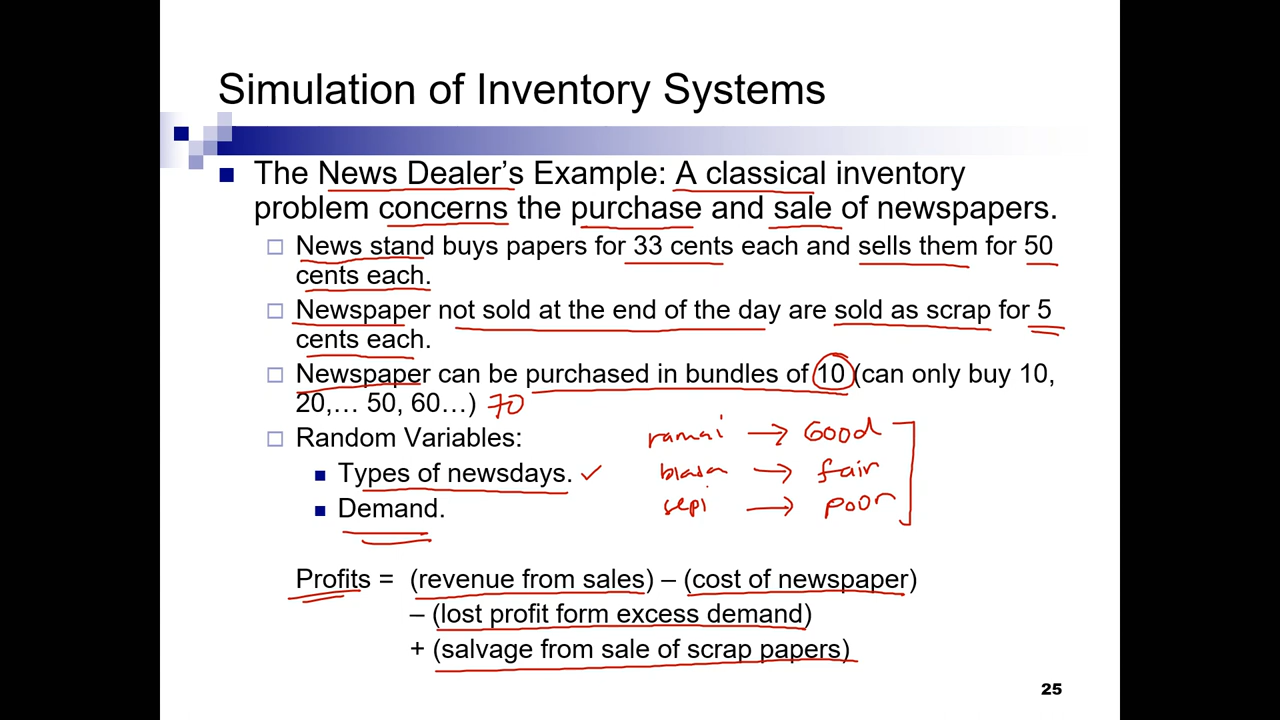 Simulation of Inventory Systems
The News Dealer's Example: A classical inventory
problem concerns the purchase and sale of newspapers.
News stand buys papers for 33 cents each and sells them for 50
cents each.
Newspaper not sold at the end of the day are sold as scrap for 5
cents each.
Newspaper can be purchased in bundles of 10 (can only buy 10,
20,… 50, 60…) 70
Random Variables:
ramai → Good
Types of newsdays. ✓
biasa → fair
Demand.
sepi → poor
Profits = (revenue from sales) – (cost of newspaper)
– (lost profit form excess demand)
+ (salvage from sale of scrap papers)
25